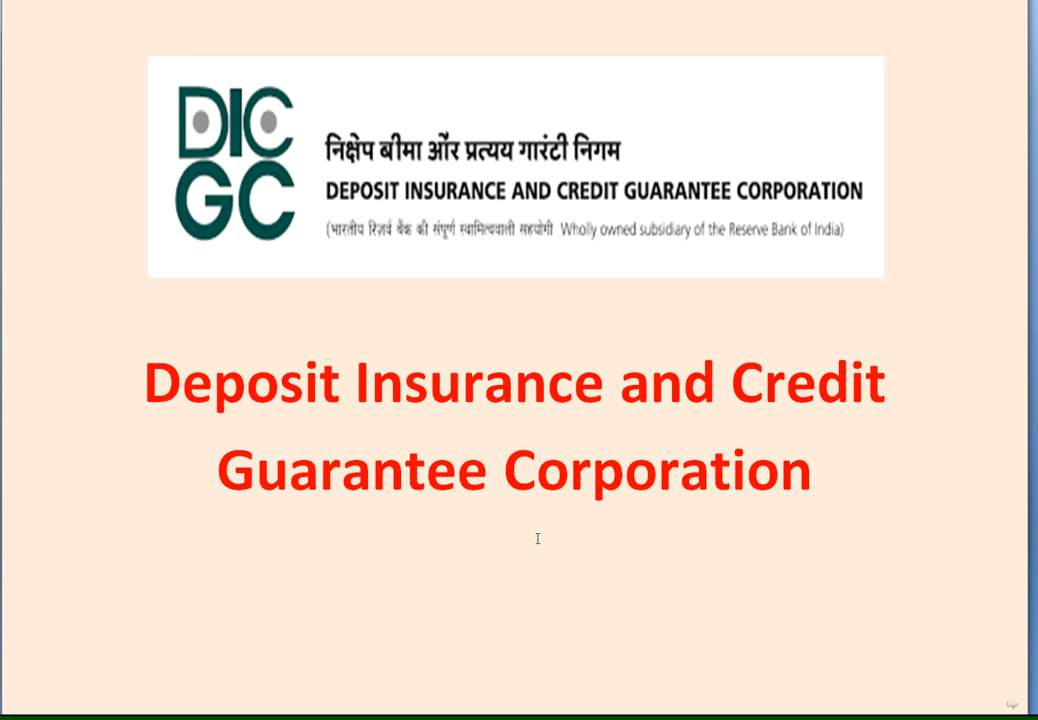 DIC
GC
निक्षेप बीमा और प्रत्यय गारंटी निगम
DEPOSIT INSURANCE AND CREDIT GUARANTEE CORPORATION
(भारतीय रिज़र्व बैंक की संपूर्ण स्वामित्ववाली सहयोगी Wholly owned subsidiary of the Reserve Bank of India)
Deposit Insurance and Credit
Guarantee Corporation